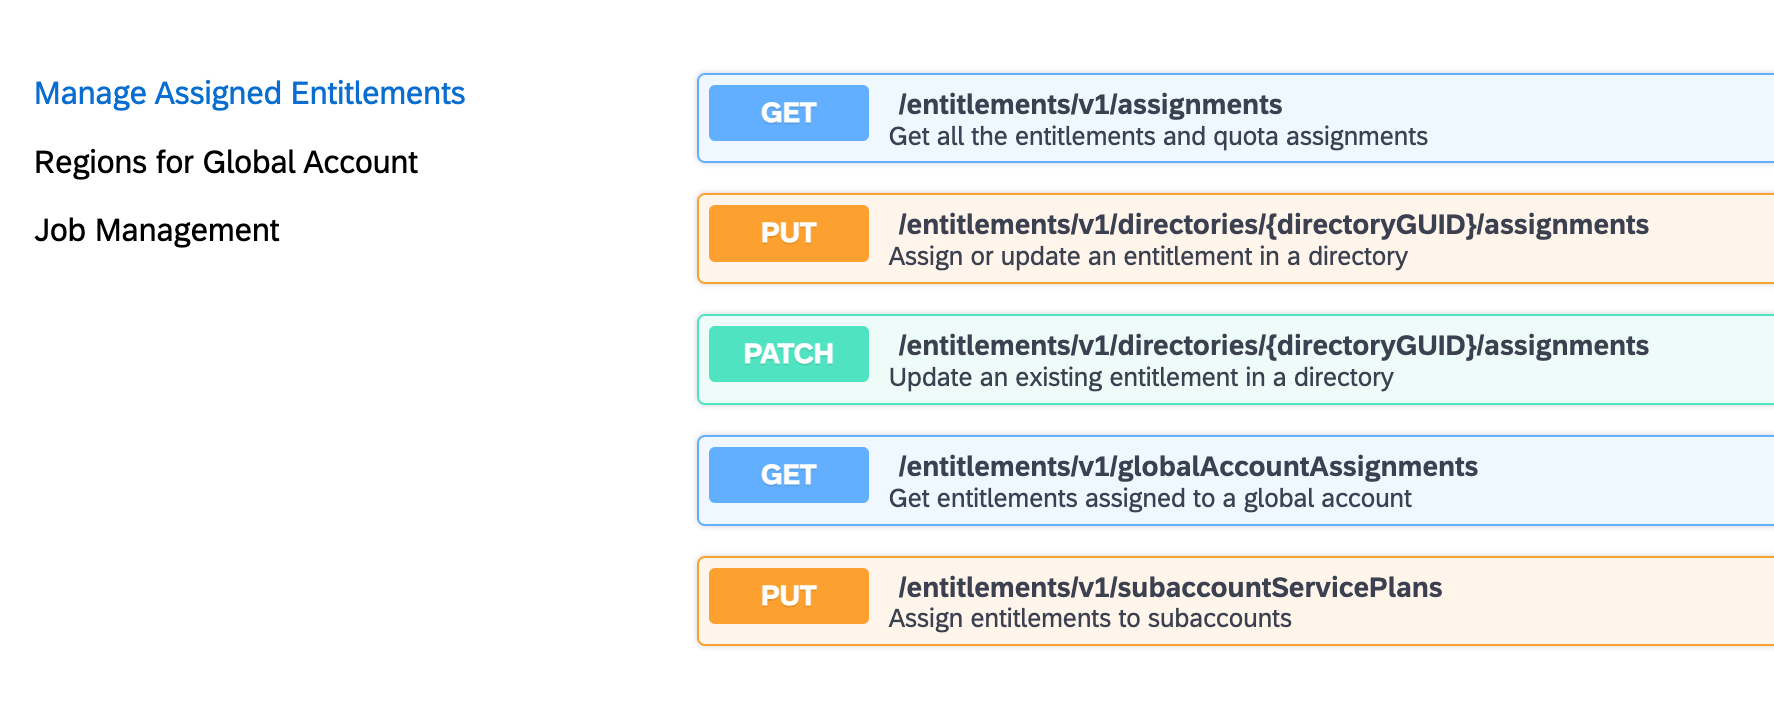 Manage Assigned Entitlements
Regions for Global Account
Job Management
GET /entitlements/v1/assignments
Get all the entitlements and quota assignments
PUT /entitlements/v1/directories/{directoryGUID}/assignments
Assign or update an entitlement in a directory
PATCH /entitlements/v1/directories/{directoryGUID}/assignments
Update an existing entitlement in a directory
GET /entitlements/v1/globalAccountAssignments
Get entitlements assigned to a global account
PUT /entitlements/v1/subaccountServicePlans
Assign entitlements to subaccounts